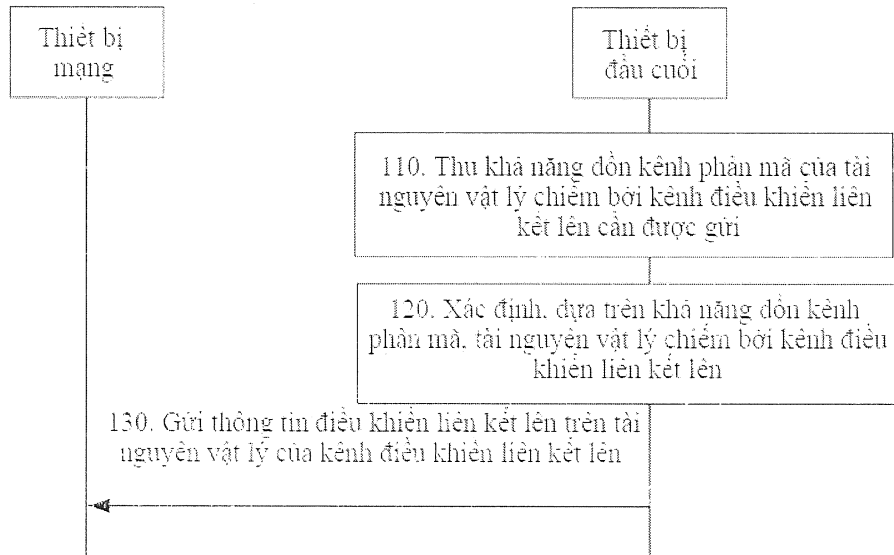 Thiết bị
mạng
Thiết bị
đầu cuối
110. Thu khả năng dồn kênh phân mã của tài
nguyên vật lý chiếm bởi kênh điều khiển liên
kết lên cần được gửi
120. Xác định, dựa trên khả năng dồn kênh
phân mã, tài nguyên vật lý chiếm bởi kênh điều
khiển liên kết lên
130. Gửi thông tin điều khiển liên kết lên trên tài
nguyên vật lý của kênh điều khiển liên kết lên